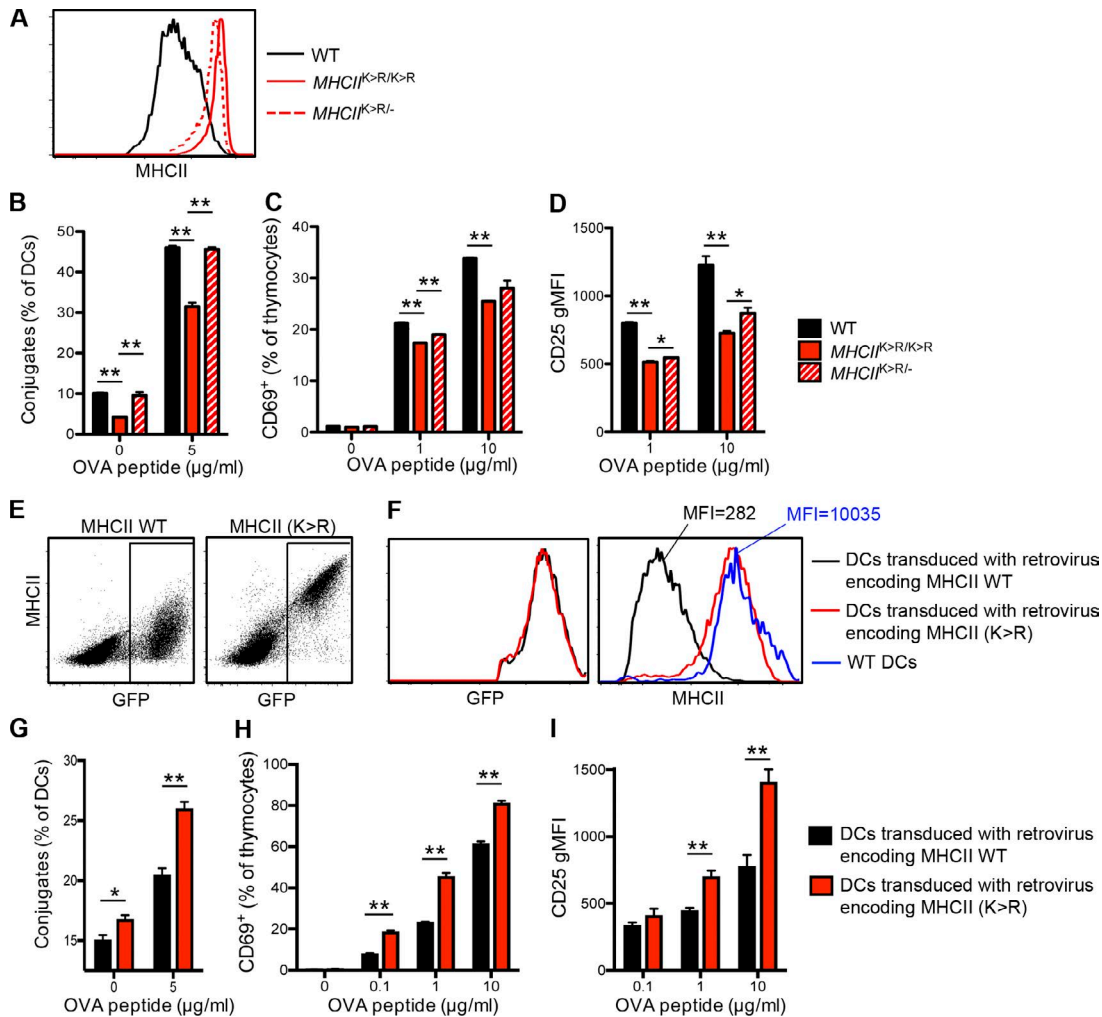 A
WT
MHCII^K>R/K>R
MHCII^K>R/-
MHCII
B
Conjugates (% of DCs)
50
40
30
20
10
0
**
**
**
**
0
5
OVA peptide (µg/ml)
C
CD69+ (% of thymocytes)
40
30
20
10
0
**
**
**
0
1
10
OVA peptide (µg/ml)
D
CD25 gMFI
1500
1000
500
0
**
*
**
*
1
10
OVA peptide (µg/ml)
WT
MHCII^K>R/K>R
MHCII^K>R/-
E
MHCII WT
MHCII (K>R)
MHCII
GFP
GFP
F
MFI=282
MFI=10035
GFP
MHCII
DCs transduced with retrovirus
encoding MHCII WT
DCs transduced with retrovirus
encoding MHCII (K>R)
WT DCs
G
Conjugates (% of DCs)
30
25
20
15
*
**
0
5
OVA peptide (µg/ml)
H
CD69+ (% of thymocytes)
100
80
60
40
20
0
**
**
**
0
0.1
1
10
OVA peptide (µg/ml)
I
CD25 gMFI
1500
1000
500
0
**
**
0.1
1
10
OVA peptide (µg/ml)
DCs transduced with retrovirus
encoding MHCII WT
DCs transduced with retrovirus
encoding MHCII (K>R)